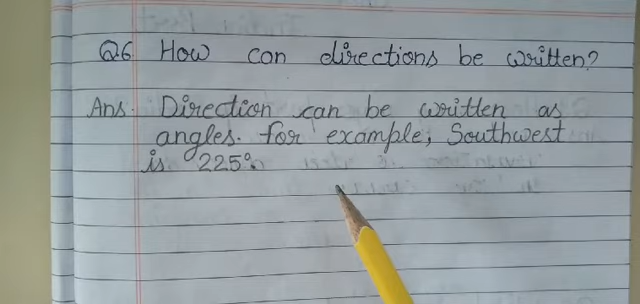 Q6. How can directions be written?
Ans. Direction can be written as
angles. for example, Southwest
is 225°.